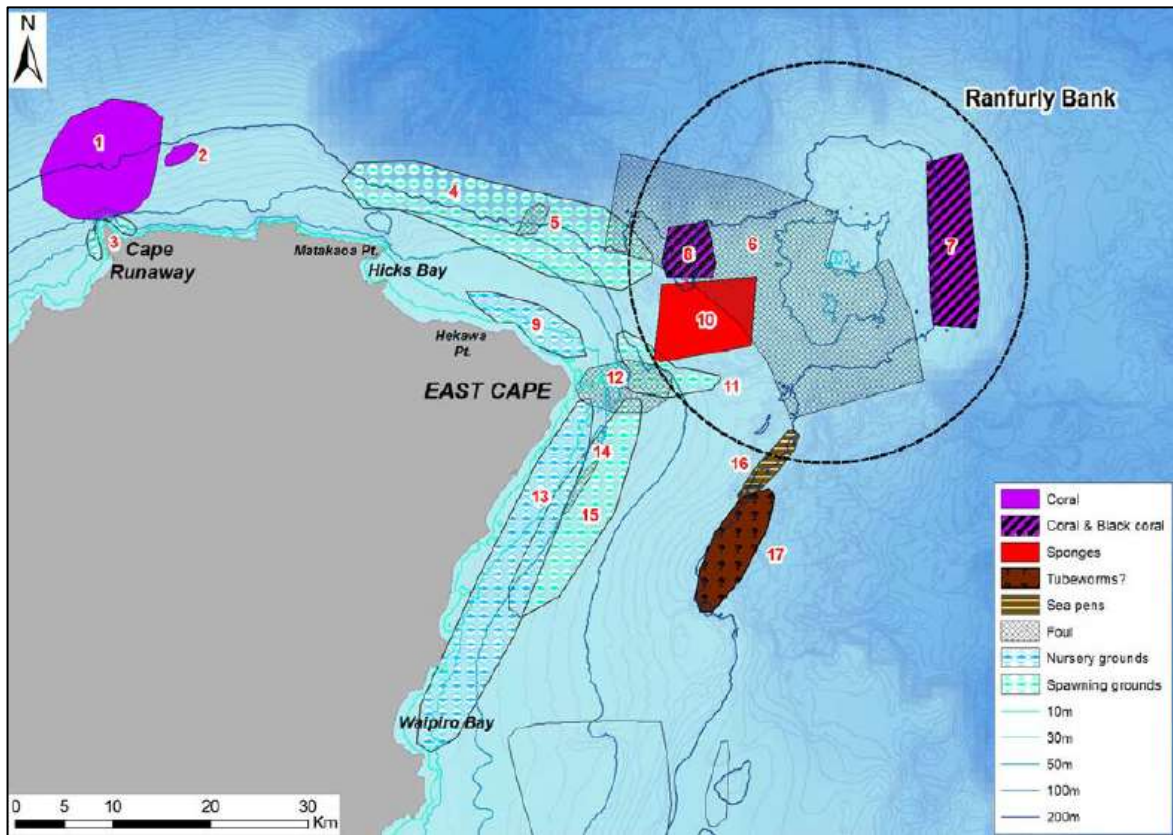 N
Ranfurly Bank
1
2
3
Cape
Runaway
4
5
Matakaoa Pt.
Hicks Bay
6
7
8
9
Hekawa
Pt.
10
EAST CAPE
11
12
13
14
15
16
17
Waipiro Bay
0 5 10 20 30
Km
Coral
Coral & Black coral
Sponges
Tubeworms?
Sea pens
Foul
Nursery grounds
Spawning grounds
10m
30m
50m
100m
200m